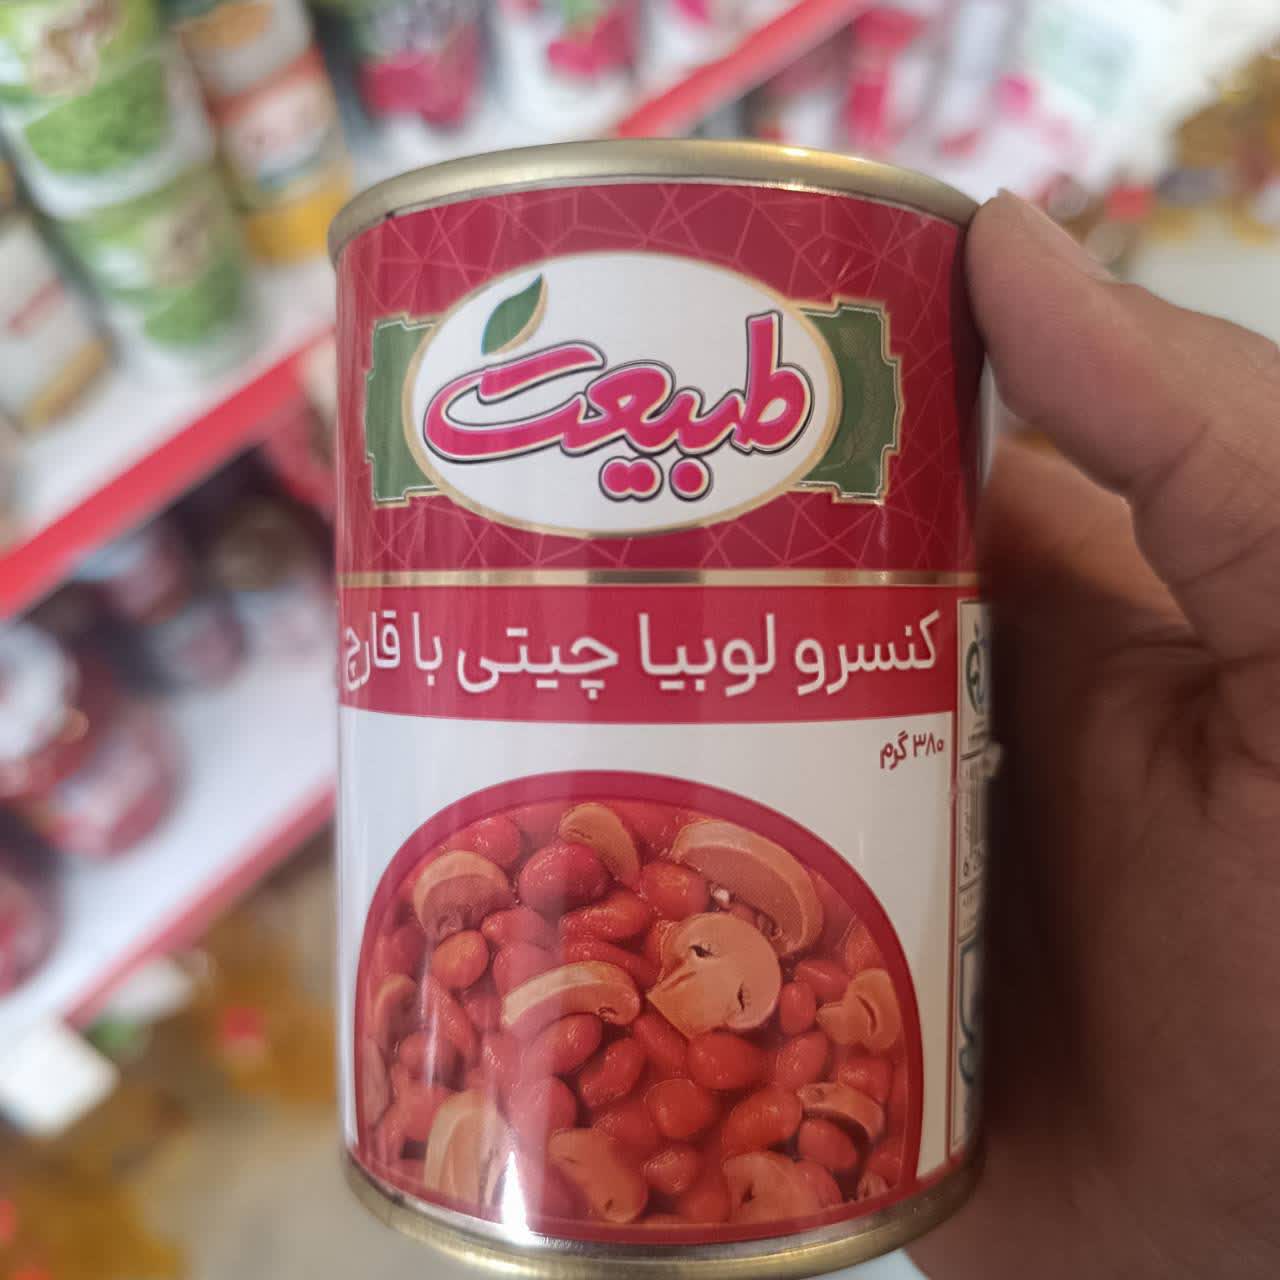 طبیعت
کنسرو لوبیا چیتی با قارچ
۳۸۰ گرم